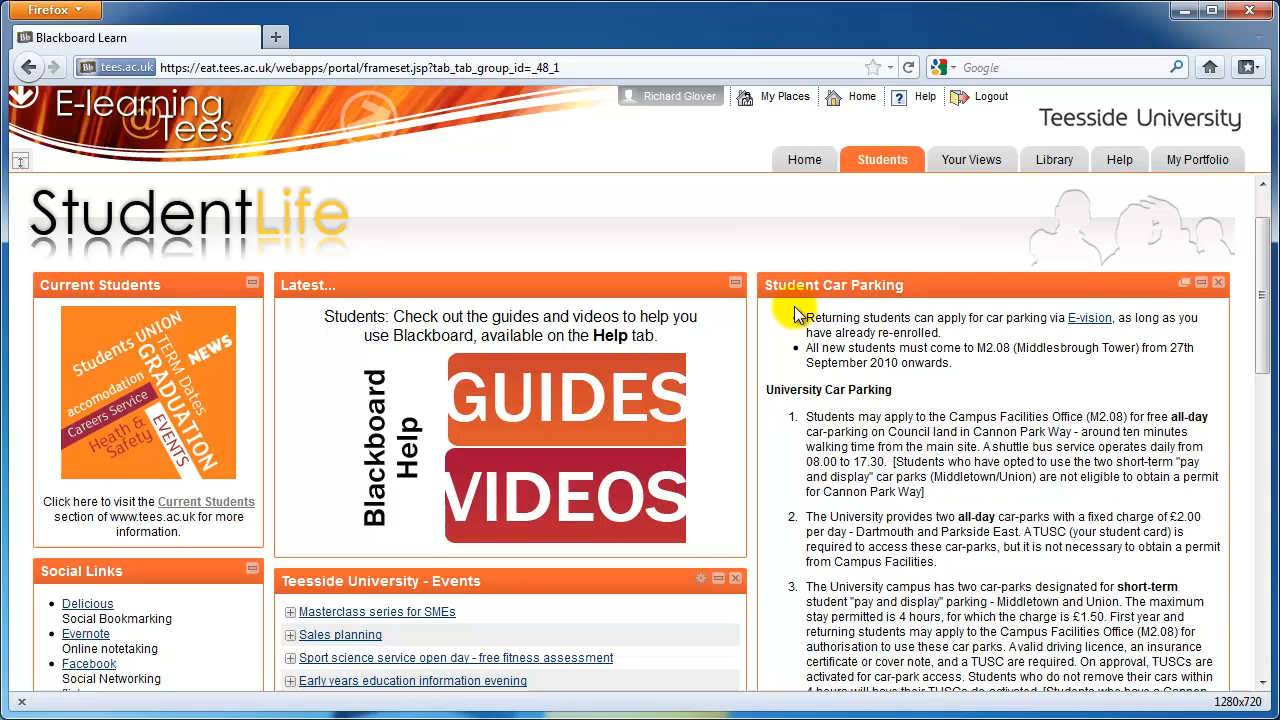 Firefox
Blackboard Learn
tees.ac.uk
https://eat.tees.ac.uk/webapps/portal/frameset.jsp?tab_tab_group_id=_48_1
Google
E-learning
@
Tees
Richard Glover
My Places
Home
Help
Logout
Teesside University
Home
Students
Your Views
Library
Help
My Portfolio
StudentLife
Current Students
Students UNION
TERM Dates
NEWS
GRADUATION
accomodation
Careers Service
Heath &
Safety
EVENTS
Click here to visit the Current Students
section of www.tees.ac.uk for more
information.
Social Links
Delicious
Social Bookmarking
Evernote
Online notetaking
Facebook
Social Networking
Latest...
Students: Check out the guides and videos to help you
use Blackboard, available on the Help tab.
Blackboard
Help
GUIDES
VIDEOS
Teesside University - Events
Masterclass series for SMEs
Sales planning
Sport science service open day - free fitness assessment
Early years education information evening
Student Car Parking
Returning students can apply for car parking via E-vision, as long as you
have already re-enrolled.
All new students must come to M2.08 (Middlesbrough Tower) from 27th
September 2010 onwards.
University Car Parking
1. Students may apply to the Campus Facilities Office (M2.08) for free all-day
car-parking on Council land in Cannon Park Way - around ten minutes
walking time from the main site. A shuttle bus service operates daily from
08.00 to 17.30. [Students who have opted to use the two short-term "pay
and display" car parks (Middletown/Union) are not eligible to obtain a permit
for Cannon Park Way]
2. The University provides two all-day car-parks with a fixed charge of £2.00
per day - Dartmouth and Parkside East. A TUSC (your student card) is
required to access these car-parks, but it is not necessary to obtain a permit
from Campus Facilities.
3. The University campus has two car-parks designated for short-term
student "pay and display" parking - Middletown and Union. The maximum
stay permitted is 4 hours, for which the charge is £1.50. First year and
returning students may apply to the Campus Facilities Office (M2.08) for
authorisation to use these car parks. A valid driving licence, an insurance
certificate or cover note, and a TUSC are required. On approval, TUSCs are
activated for car-park access. Students who do not remove their cars within
4 hours will have their TUSCs de-activated. [Students who have a Cannon
1280x720